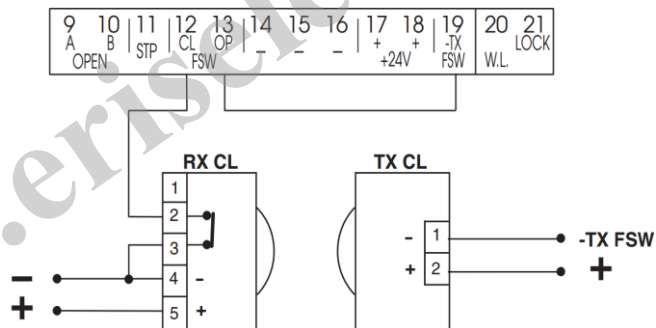 9 10 11 12 13 14 15 16 17 18 19 20 21
A B STP CL OP – – – + + -TX LOCK
OPEN FSW +24V FSW W.L.
RX CL TX CL
1
2
3
4 –
5 +
–
+
– 1
+ 2
-TX FSW
+
.erisele